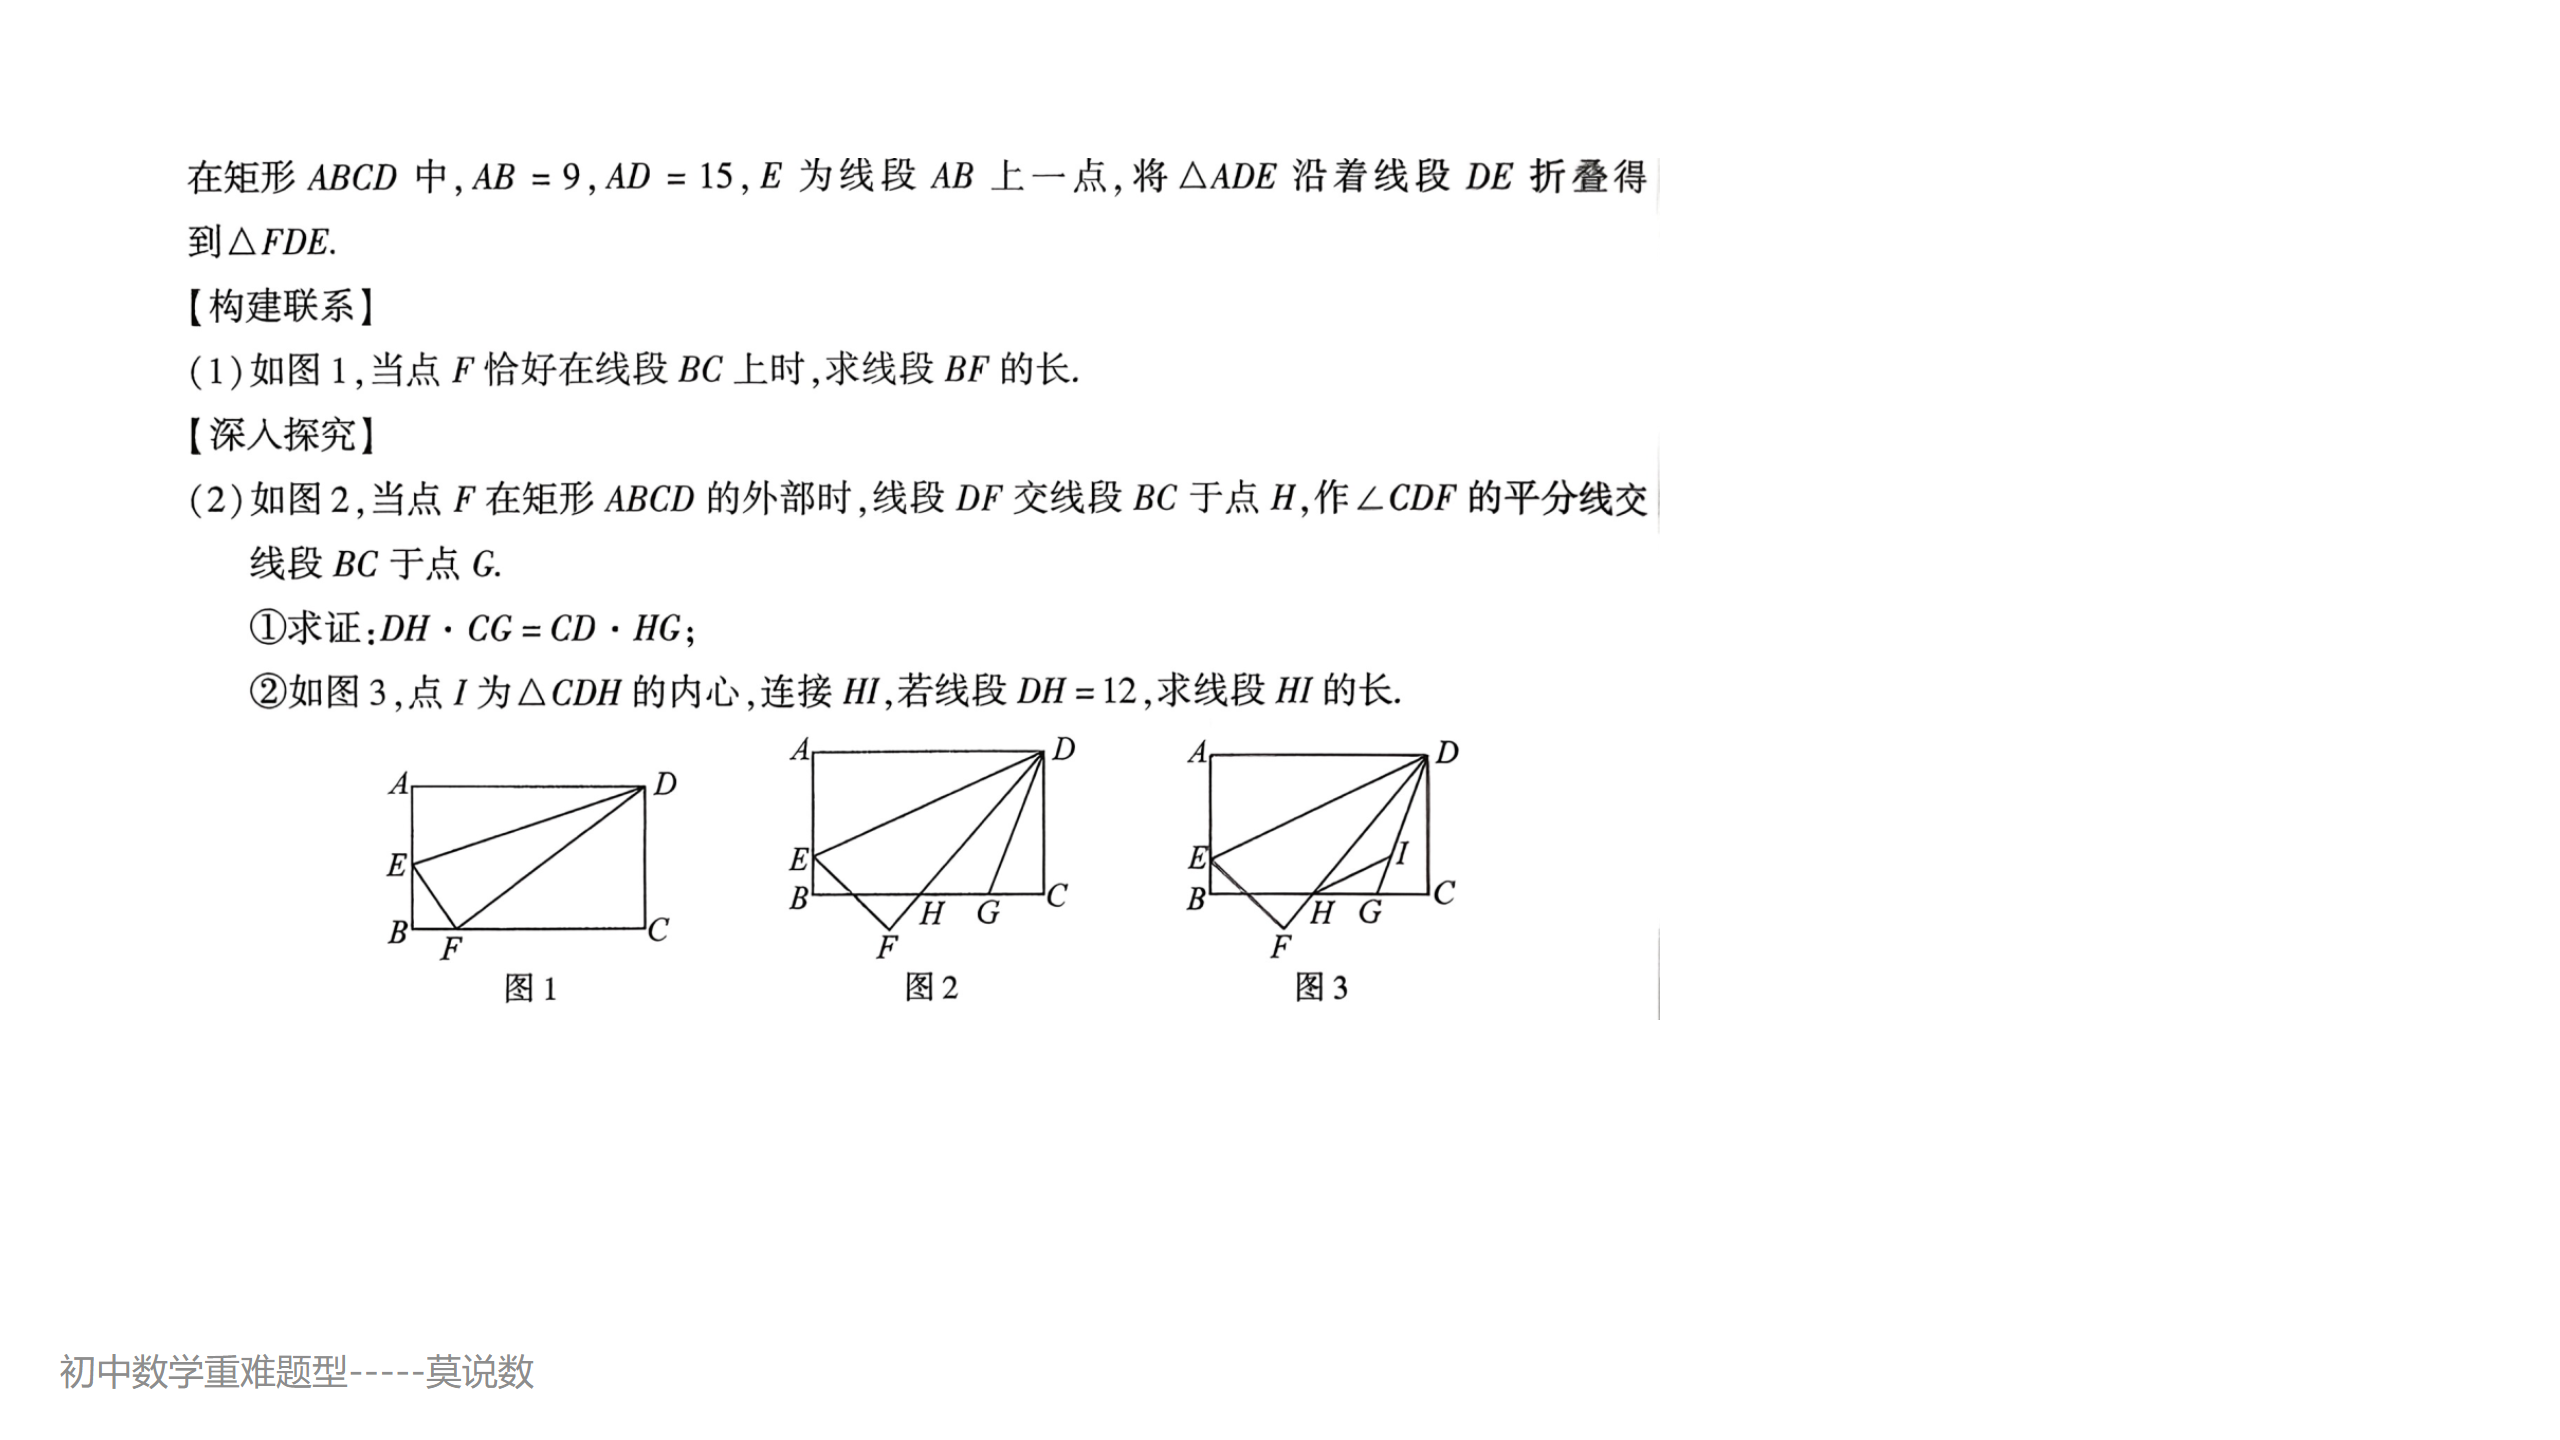 在矩形 ABCD 中,AB = 9,AD = 15,E 为线段 AB 上一点,将△ADE 沿着线段 DE 折叠得
到△FDE.
【构建联系】
(1)如图1,当点 F 恰好在线段 BC 上时,求线段 BF 的长.
【深入探究】
(2)如图2,当点 F 在矩形 ABCD 的外部时,线段 DF 交线段 BC 于点 H,作∠CDF 的平分线交
线段 BC 于点 G.
①求证:DH·CG=CD·HG;
②如图3,点 I 为△CDH 的内心,连接 HI,若线段 DH=12,求线段 HI 的长.
A D
E
B F C
图1
A D
E
B H G C
F
图2
A D
E I
B H G C
F
图3
初中数学重难题型-----莫说数